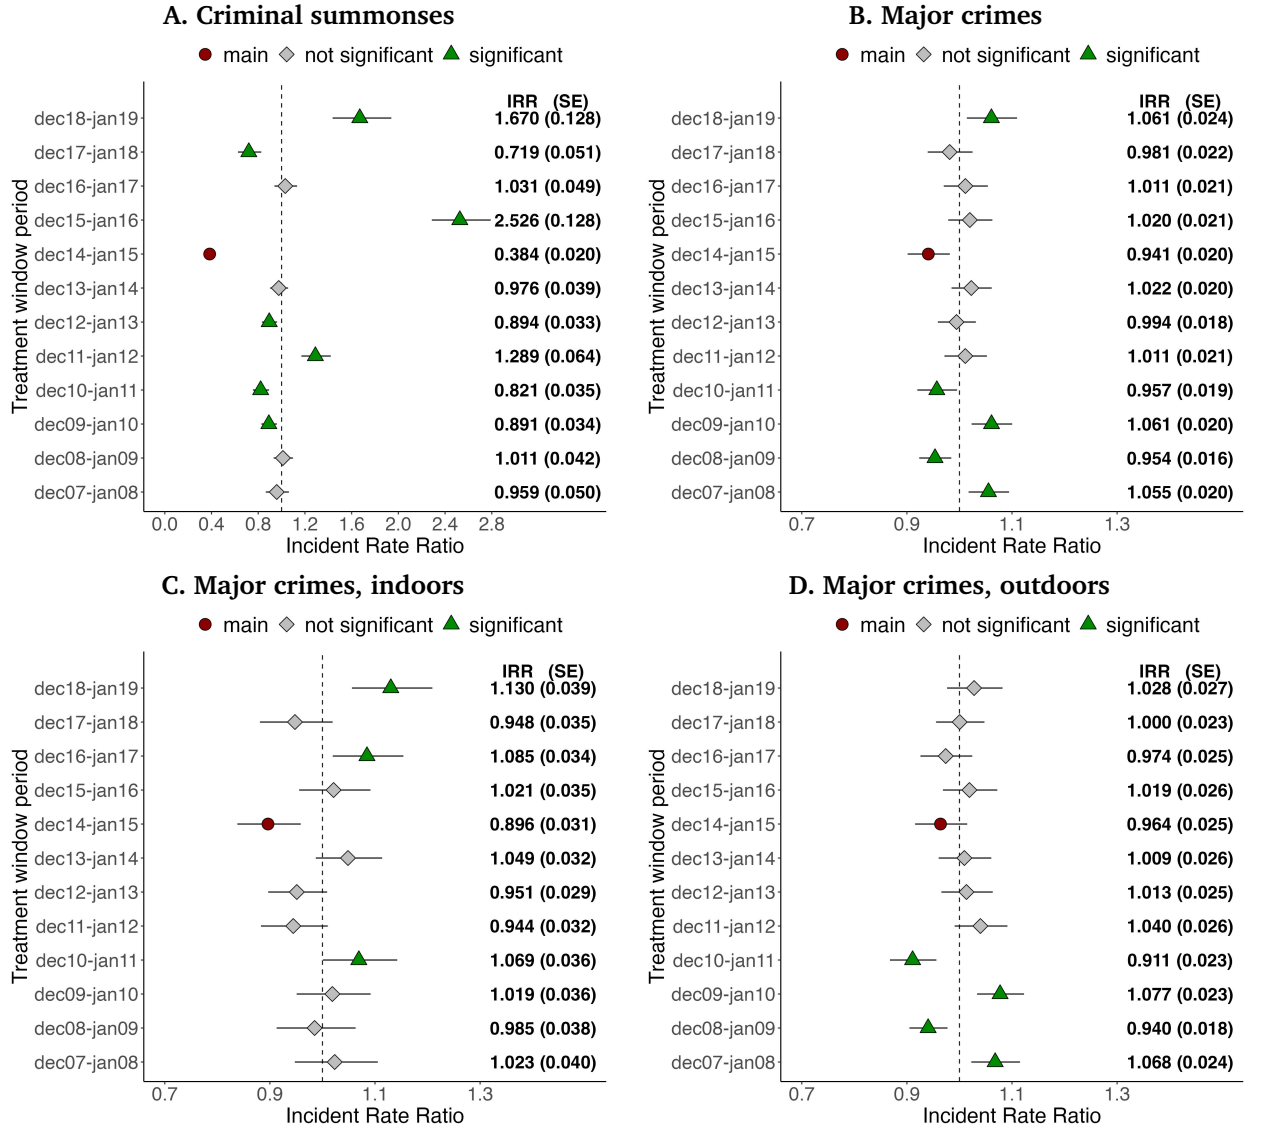 A. Criminal summonses
main not significant significant
Treatment window period
IRR (SE)
dec18-jan19 1.670 (0.128)
dec17-jan18 0.719 (0.051)
dec16-jan17 1.031 (0.049)
dec15-jan16 2.526 (0.128)
dec14-jan15 0.384 (0.020)
dec13-jan14 0.976 (0.039)
dec12-jan13 0.894 (0.033)
dec11-jan12 1.289 (0.064)
dec10-jan11 0.821 (0.035)
dec09-jan10 0.891 (0.034)
dec08-jan09 1.011 (0.042)
dec07-jan08 0.959 (0.050)
0.0 0.4 0.8 1.2 1.6 2.0 2.4 2.8
Incident Rate Ratio
B. Major crimes
main not significant significant
Treatment window period
IRR (SE)
dec18-jan19 1.061 (0.024)
dec17-jan18 0.981 (0.022)
dec16-jan17 1.011 (0.021)
dec15-jan16 1.020 (0.021)
dec14-jan15 0.941 (0.020)
dec13-jan14 1.022 (0.020)
dec12-jan13 0.994 (0.018)
dec11-jan12 1.011 (0.021)
dec10-jan11 0.957 (0.019)
dec09-jan10 1.061 (0.020)
dec08-jan09 0.954 (0.016)
dec07-jan08 1.055 (0.020)
0.7 0.9 1.1 1.3
Incident Rate Ratio
C. Major crimes, indoors
main not significant significant
Treatment window period
IRR (SE)
dec18-jan19 1.130 (0.039)
dec17-jan18 0.948 (0.035)
dec16-jan17 1.085 (0.034)
dec15-jan16 1.021 (0.035)
dec14-jan15 0.896 (0.031)
dec13-jan14 1.049 (0.032)
dec12-jan13 0.951 (0.029)
dec11-jan12 0.944 (0.032)
dec10-jan11 1.069 (0.036)
dec09-jan10 1.019 (0.036)
dec08-jan09 0.985 (0.038)
dec07-jan08 1.023 (0.040)
0.7 0.9 1.1 1.3
Incident Rate Ratio
D. Major crimes, outdoors
main not significant significant
Treatment window period
IRR (SE)
dec18-jan19 1.028 (0.027)
dec17-jan18 1.000 (0.023)
dec16-jan17 0.974 (0.025)
dec15-jan16 1.019 (0.026)
dec14-jan15 0.964 (0.025)
dec13-jan14 1.009 (0.026)
dec12-jan13 1.013 (0.025)
dec11-jan12 1.040 (0.026)
dec10-jan11 0.911 (0.023)
dec09-jan10 1.077 (0.023)
dec08-jan09 0.940 (0.018)
dec07-jan08 1.068 (0.024)
0.7 0.9 1.1 1.3
Incident Rate Ratio